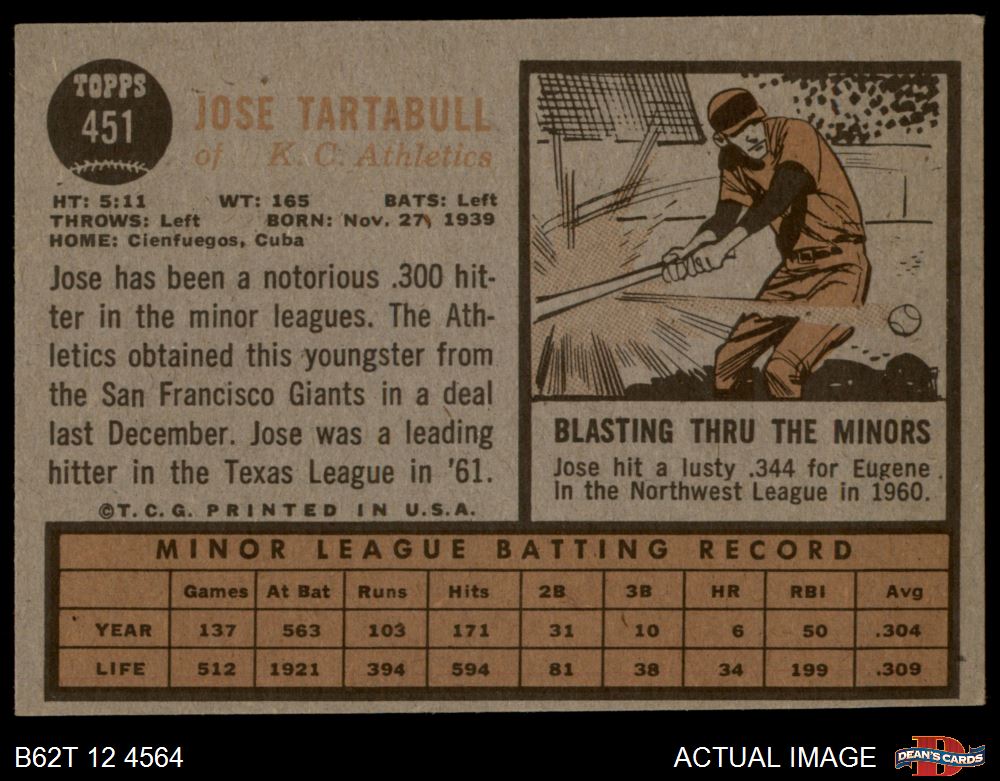 TOPPS
451
JOSE TARTABULL
of K. C. Athletics
HT: 5:11 WT: 165 BATS: Left
THROWS: Left BORN: Nov. 27, 1939
HOME: Cienfuegos, Cuba
Jose has been a notorious .300 hit-
ter in the minor leagues. The Ath-
letics obtained this youngster from
the San Francisco Giants in a deal
last December. Jose was a leading
hitter in the Texas League in '61.
©T. C. G. PRINTED IN U.S.A.
BLASTING THRU THE MINORS
Jose hit a lusty .344 for Eugene
in the Northwest League in 1960.
MINOR LEAGUE BATTING RECORD
Games At Bat Runs Hits 2B 3B HR RBI Avg
YEAR 137 563 103 171 31 10 6 50 .304
LIFE 512 1921 394 594 81 38 34 199 .309
B62T 12 4564 ACTUAL IMAGE DEAN'S CARDS